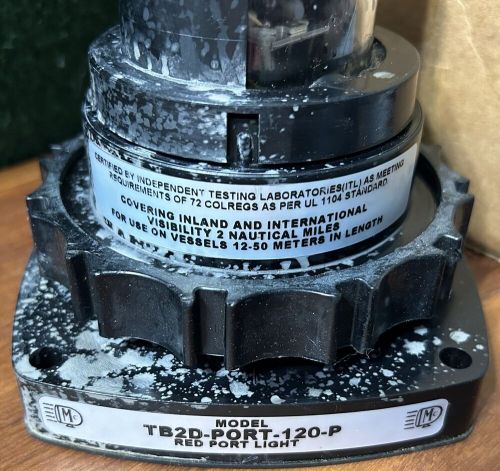 CERTIFIED BY INDEPENDENT TESTING LABORATORIES(ITL) AS MEETING
REQUIREMENTS OF 72 COLREGS AS PER UL 1104 STANDARD.
COVERING INLAND AND INTERNATIONAL
VISIBILITY 2 NAUTICAL MILES
FOR USE ON VESSELS 12-50 METERS IN LENGTH
MODEL
TB2D-PORT-120-P
RED PORT LIGHT